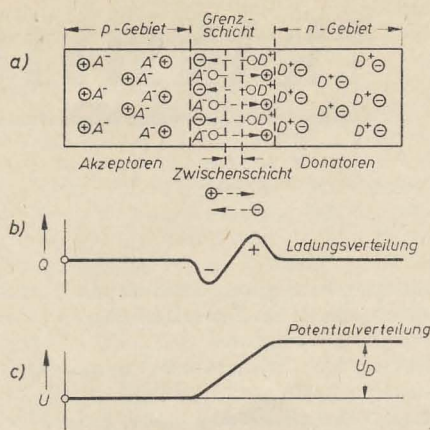 p-Gebiet
Grenz-
schicht
n-Gebiet
a)
A⁻ A⁻ D⁺ D⁺ D⁺
A⁻ A⁻ D⁺
A⁻ A⁻ A⁻ D⁺ D⁺
A⁻ D⁺
A⁻ A⁻ A⁻ D⁺ D⁺
Akzeptoren
Donatoren
Zwischenschicht
b)
Q
-
+
Ladungsverteilung
Potentialverteilung
c)
U
U_D